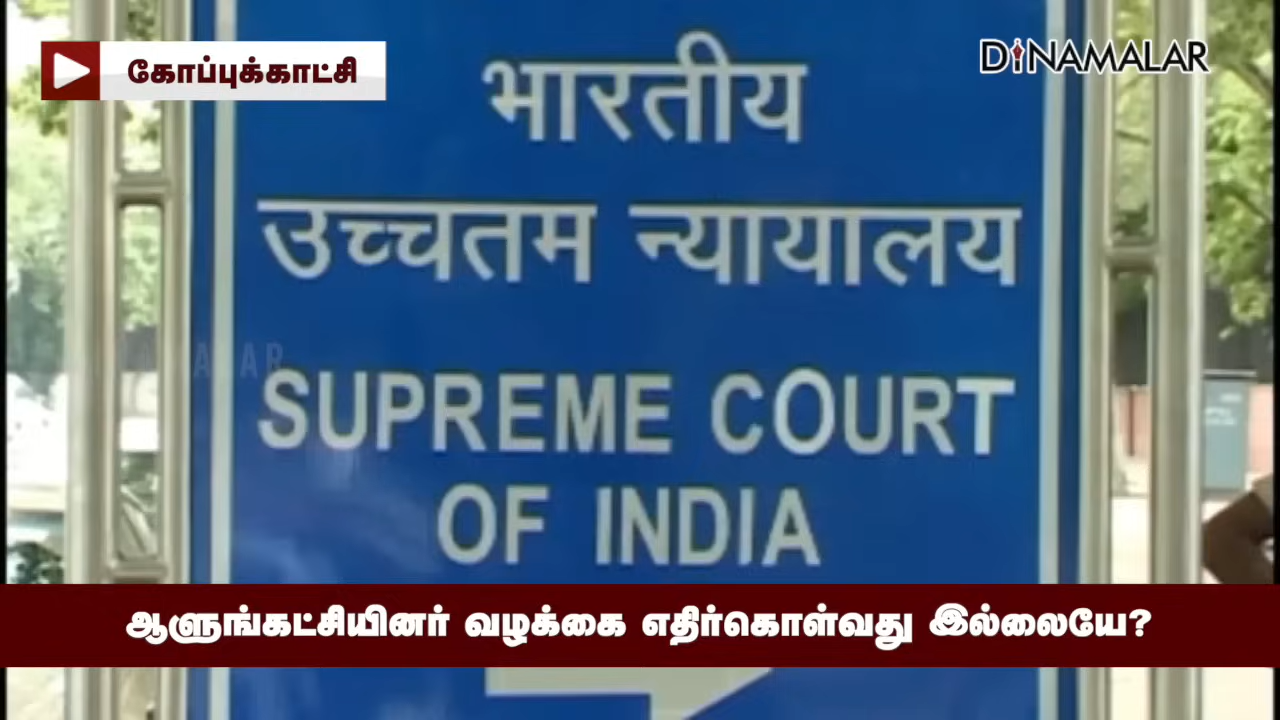 கோப்புக்காட்சி
DINAMALAR
भारतीय
उच्चतम न्यायालय
SUPREME COURT
OF INDIA
ஆளுங்கட்சியினர் வழக்கை எதிர்கொள்வது இல்லையே?